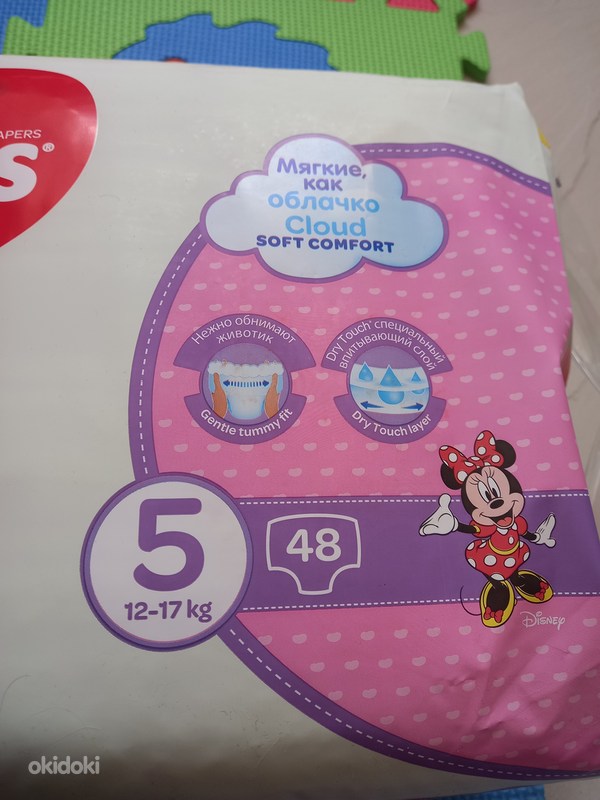 APERS
s®
Мягкие,
как
облачко
Cloud
SOFT COMFORT
Нежно обнимают
животик
Gentle tummy fit
Dry Touch специальный
впитывающий слой
Dry Touch layer
5
12-17 kg
48
Disney
okidoki